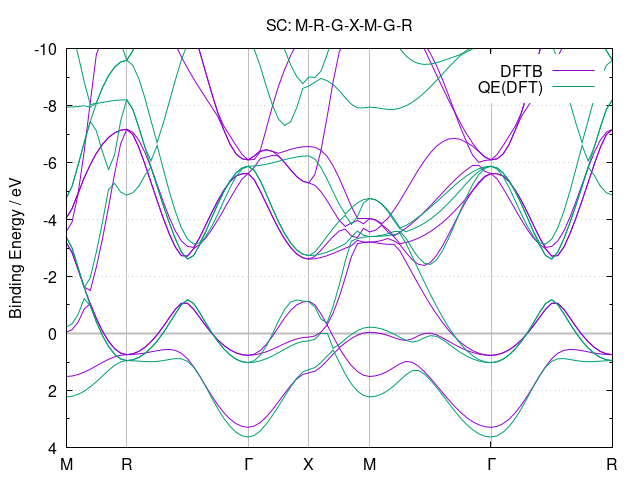 SC: M-R-G-X-M-G-R
-10
DFTB
QE(DFT)
-8
-6
-4
-2
0
2
4
Binding Energy / eV
M R Γ X M Γ R